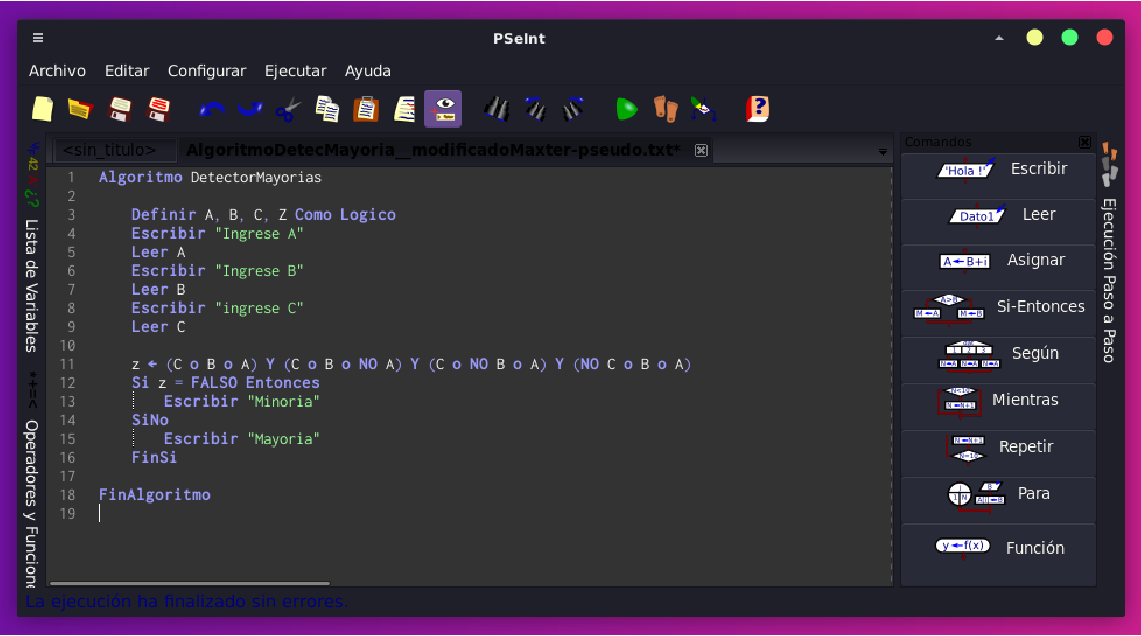 PSeInt
Archivo Editar Configurar Ejecutar Ayuda
<sin_titulo> AlgoritmoDetecMayoria__modificadoMaxter-pseudo.txt*
1 Algoritmo DetectorMayorias
2
3 Definir A, B, C, Z Como Logico
4 Escribir "Ingrese A"
5 Leer A
6 Escribir "Ingrese B"
7 Leer B
8 Escribir "ingrese C"
9 Leer C
10
11 z ← (C o B o A) Y (C o B o NO A) Y (C o NO B o A) Y (NO C o B o A)
12 Si z = FALSO Entonces
13 Escribir "Minoria"
14 SiNo
15 Escribir "Mayoria"
16 FinSi
17
18 FinAlgoritmo
19
Lista de Variables
*+=<
Operadores y Funcione
Comandos
'Hola !' Escribir
Dato1 Leer
A←B+i Asignar
A>B M←A M←B Si-Entonces
Según
Mientras
Repetir
Para
y←f(x) Función
Ejecución Paso a Paso
La ejecución ha finalizado sin errores.